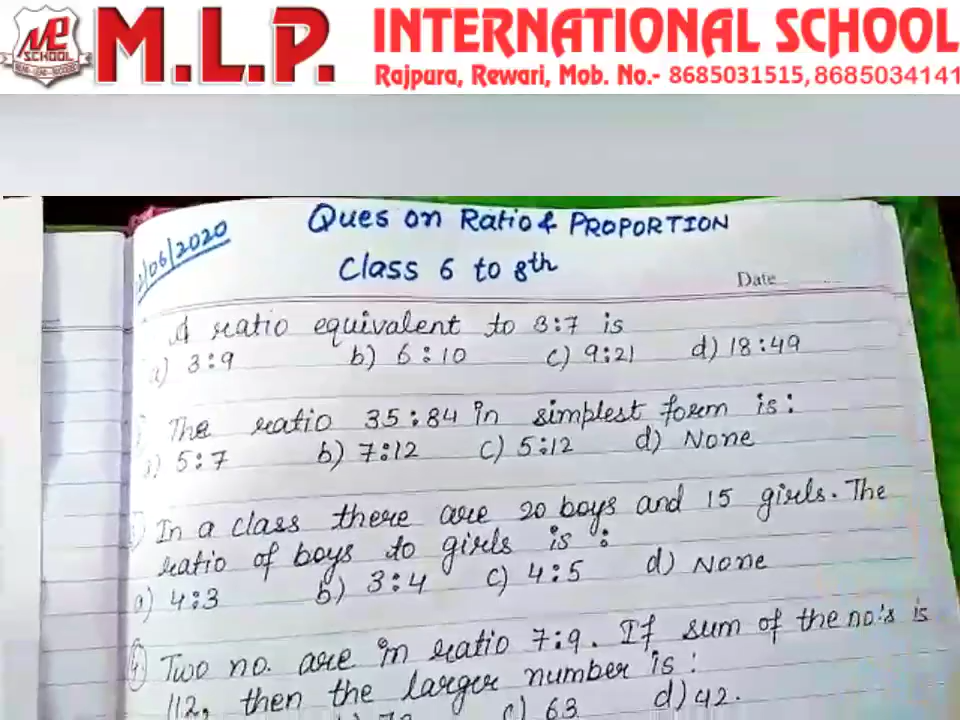 M.L.P. INTERNATIONAL SCHOOL
SCHOOL
Rajpura, Rewari, Mob. No.- 8685031515, 8685034141
/06/2020
Ques on Ratio & PROPORTION
Class 6 to 8th
Date
A ratio equivalent to 3:7 is
a) 3:9 b) 6:10 c) 9:21 d) 18:49
The ratio 35:84 in simplest form is:
a) 5:7 b) 7:12 c) 5:12 d) None
In a class there are 20 boys and 15 girls. The
ratio of boys to girls is :
a) 4:3 b) 3:4 c) 4:5 d) None
4) Two no. are in ratio 7:9. If sum of the no:s is
112, then the larger number is:
c) 63 d) 42.